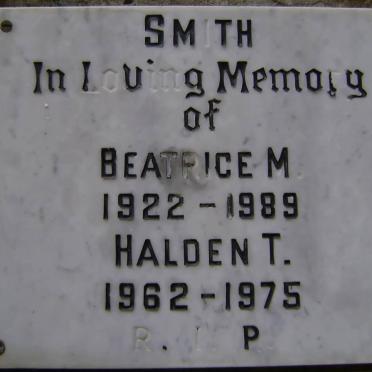 SMITH
In Loving Memory
of
BEATRICE M.
1922 - 1989
HALDEN T.
1962 - 1975
R. I. P.